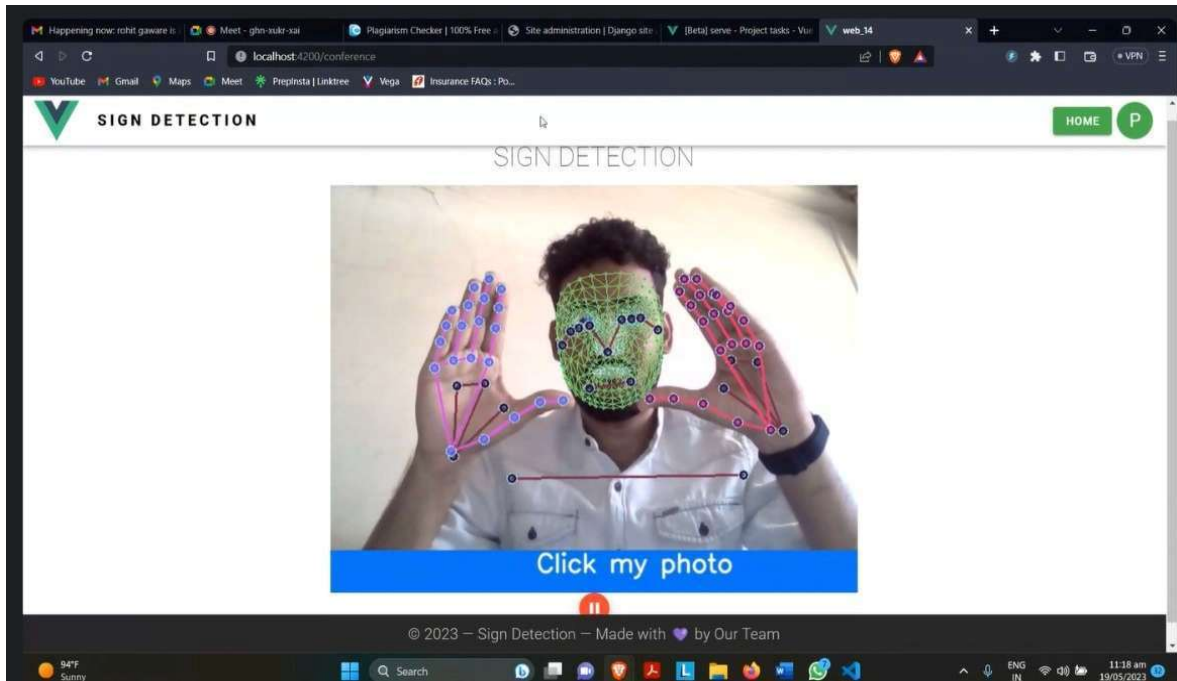 Happening now: rohit gaware is
Meet - ghn-xukr-xai
Plagiarism Checker | 100% Free
Site administration | Django site
[Beta] serve - Project tasks - Vue
web_14
localhost:4200/conference
VPN
YouTube
Gmail
Maps
Meet
PrepInsta | Linktree
Vega
Insurance FAQs : Po...
SIGN DETECTION
HOME
P
SIGN DETECTION
Click my photo
© 2023 — Sign Detection — Made with 💜 by Our Team
94°F
Sunny
Search
ENG
IN
11:18 am
19/05/2023